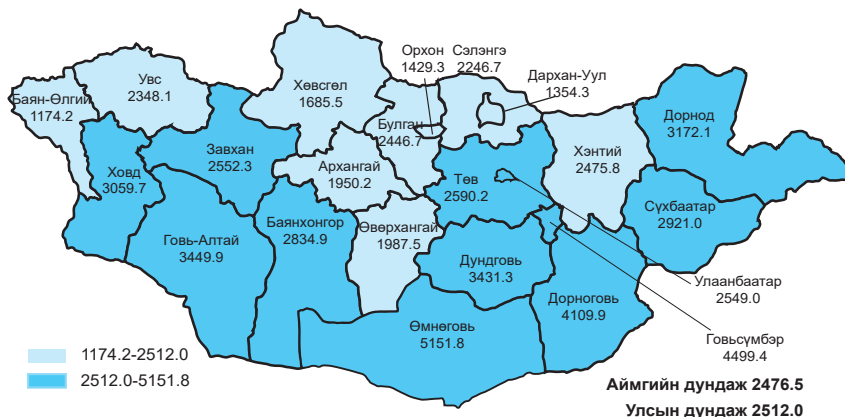 Орхон
1429.3
Сэлэнгэ
2246.7
Дархан-Уул
1354.3
Увс
2348.1
Хөвсгөл
1685.5
Баян-Өлгий
1174.2
Дорнод
3172.1
Булган
2446.7
Завхан
2552.3
Хэнтий
2475.8
Архангай
1950.2
Ховд
3059.7
Төв
2590.2
Сүхбаатар
2921.0
Баянхонгор
2834.9
Өвөрхангай
1987.5
Говь-Алтай
3449.9
Дундговь
3431.3
Улаанбаатар
2549.0
Дорноговь
4109.9
Өмнөговь
5151.8
Говьсүмбэр
4499.4
1174.2-2512.0
2512.0-5151.8
Аймгийн дундаж 2476.5
Улсын дундаж 2512.0